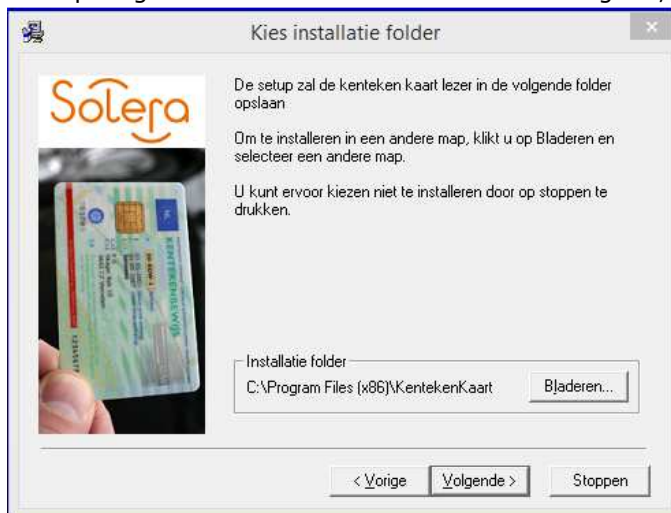 Kies installatie folder
Solera
De setup zal de kenteken kaart lezer in de volgende folder
opslaan
Om te installeren in een andere map, klikt u op Bladeren en
selecteer een andere map.
U kunt ervoor kiezen niet te installeren door op stoppen te
drukken.
KENTEKENBEWIJS
NL
Installatie folder
C:\Program Files (x86)\KentekenKaart
Bladeren...
< Vorige
Volgende >
Stoppen